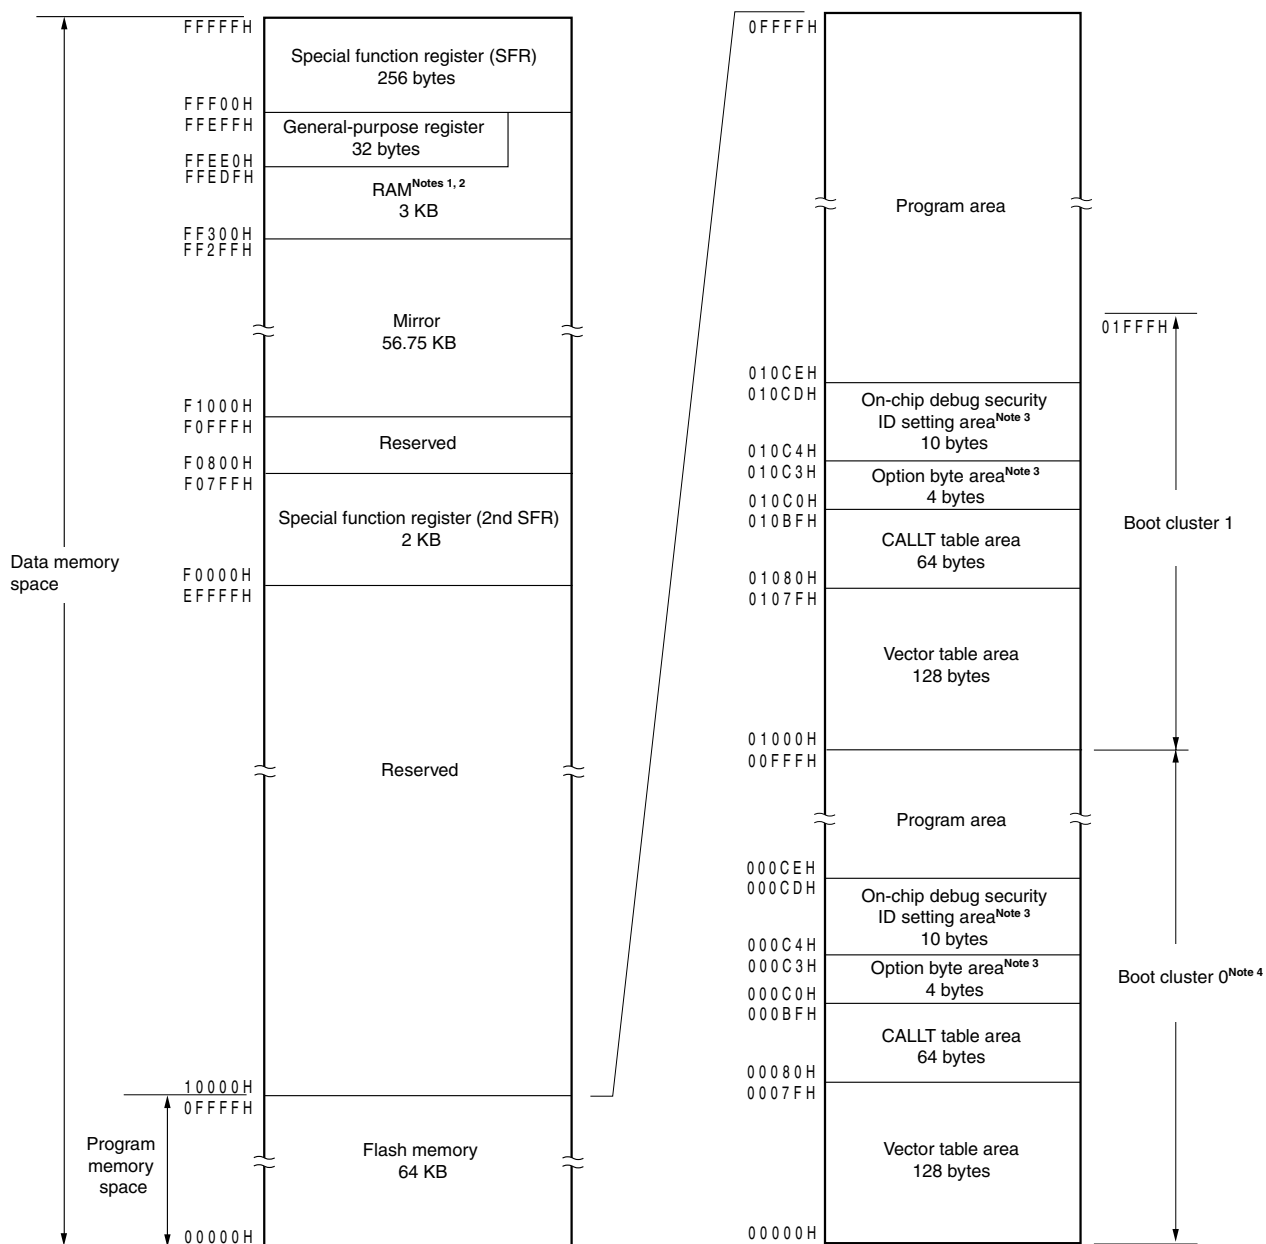 FFFFFH
Special function register (SFR)
256 bytes
FFF00H
FFEFFH
General-purpose register
32 bytes
FFEE0H
FFEDFH
RAMNotes 1, 2
3 KB
FF300H
FF2FFH
Mirror
56.75 KB
F1000H
F0FFFH
Reserved
F0800H
F07FFH
Special function register (2nd SFR)
2 KB
Data memory
space
F0000H
EFFFFH
Reserved
10000H
0FFFFH
Program
memory
space
Flash memory
64 KB
00000H
0FFFFH
Program area
01FFFH
010CEH
010CDH
On-chip debug security
ID setting areaNote 3
10 bytes
010C4H
010C3H
Option byte areaNote 3
4 bytes
010C0H
010BFH
Boot cluster 1
CALLT table area
64 bytes
01080H
0107FH
Vector table area
128 bytes
01000H
00FFFH
Program area
000CEH
000CDH
On-chip debug security
ID setting areaNote 3
10 bytes
000C4H
000C3H
Option byte areaNote 3
4 bytes
Boot cluster 0Note 4
000C0H
000BFH
CALLT table area
64 bytes
00080H
0007FH
Vector table area
128 bytes
00000H